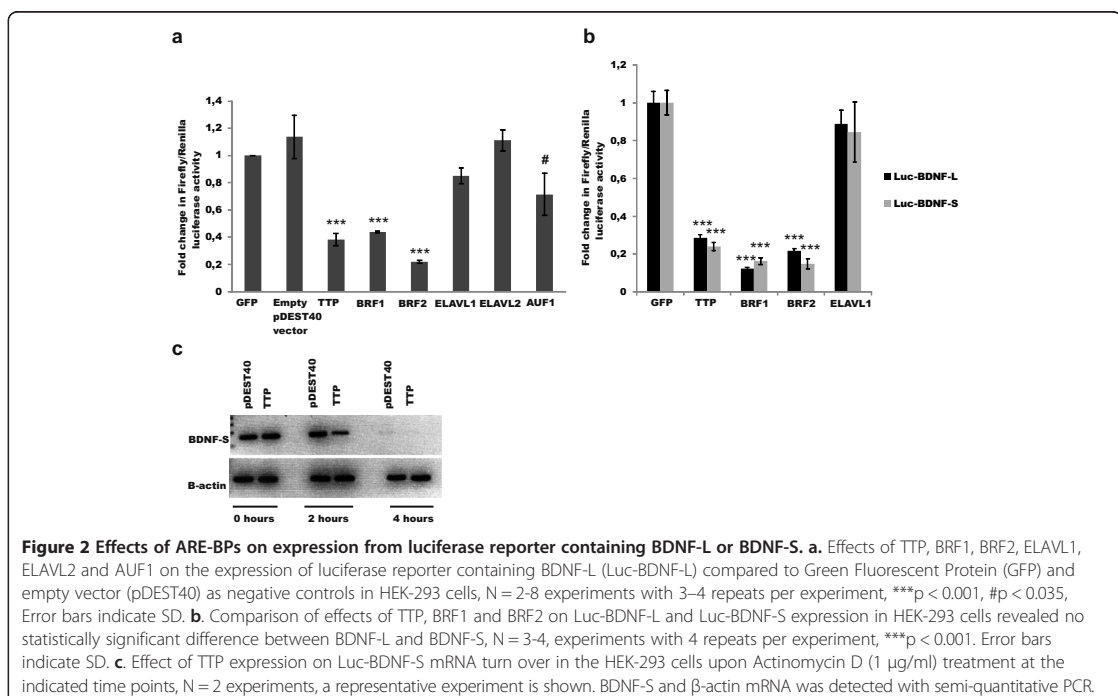 a
Fold change in Firefly/Renilla
luciferase activity
1,4
1,2
1
0,8
0,6
0,4
0,2
0
***
***
***
#
GFP
Empty
pDEST40
vector
TTP
BRF1
BRF2
ELAVL1
ELAVL2
AUF1
b
Fold change in Firefly/Renilla
luciferase activity
1,2
1
0,8
0,6
0,4
0,2
0
***
***
***
***
***
***
GFP
TTP
BRF1
BRF2
ELAVL1
Luc-BDNF-L
Luc-BDNF-S
c
pDEST40
TTP
pDEST40
TTP
pDEST40
TTP
BDNF-S
B-actin
0 hours
2 hours
4 hours
Figure 2 Effects of ARE-BPs on expression from luciferase reporter containing BDNF-L or BDNF-S. a. Effects of TTP, BRF1, BRF2, ELAVL1,
ELAVL2 and AUF1 on the expression of luciferase reporter containing BDNF-L (Luc-BDNF-L) compared to Green Fluorescent Protein (GFP) and
empty vector (pDEST40) as negative controls in HEK-293 cells, N = 2-8 experiments with 3–4 repeats per experiment, ***p < 0.001, #p < 0.035,
Error bars indicate SD. b. Comparison of effects of TTP, BRF1 and BRF2 on Luc-BDNF-L and Luc-BDNF-S expression in HEK-293 cells revealed no
statistically significant difference between BDNF-L and BDNF-S, N = 3-4, experiments with 4 repeats per experiment, ***p < 0.001. Error bars
indicate SD. c. Effect of TTP expression on Luc-BDNF-S mRNA turn over in the HEK-293 cells upon Actinomycin D (1 μg/ml) treatment at the
indicated time points, N = 2 experiments, a representative experiment is shown. BDNF-S and β-actin mRNA was detected with semi-quantitative PCR.